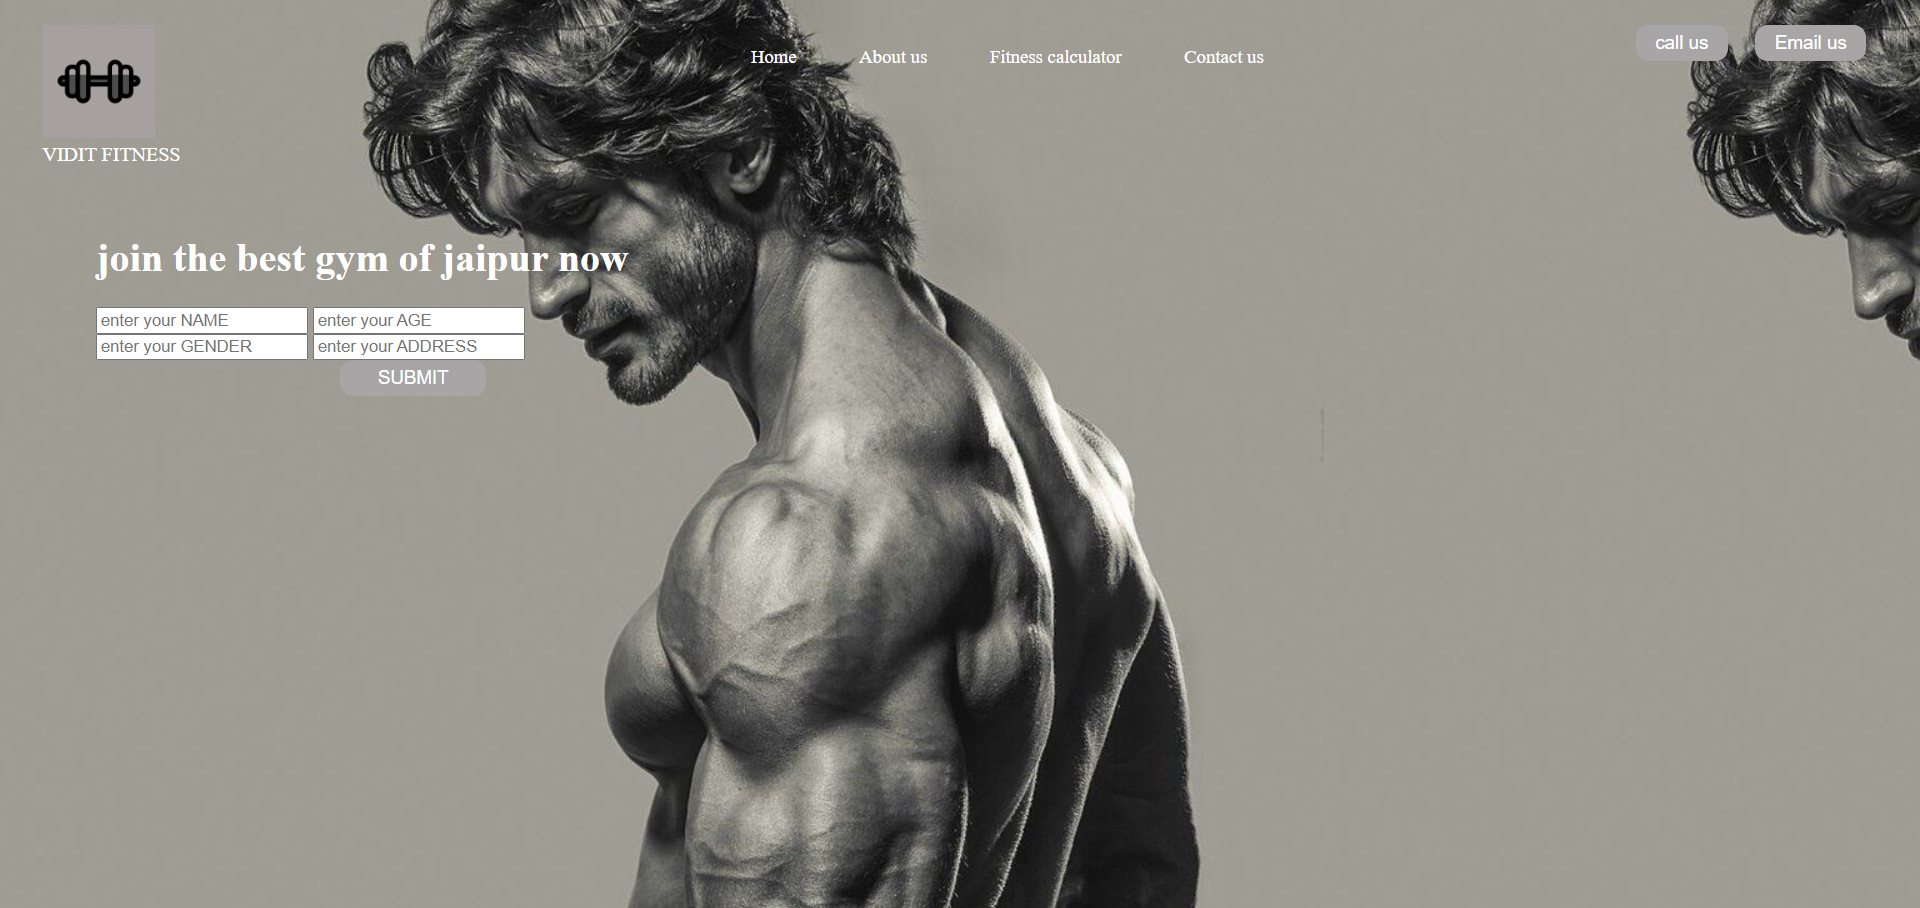 Home About us Fitness calculator Contact us
call us Email us
VIDIT FITNESS
join the best gym of jaipur now
enter your NAME enter your AGE
enter your GENDER enter your ADDRESS
SUBMIT